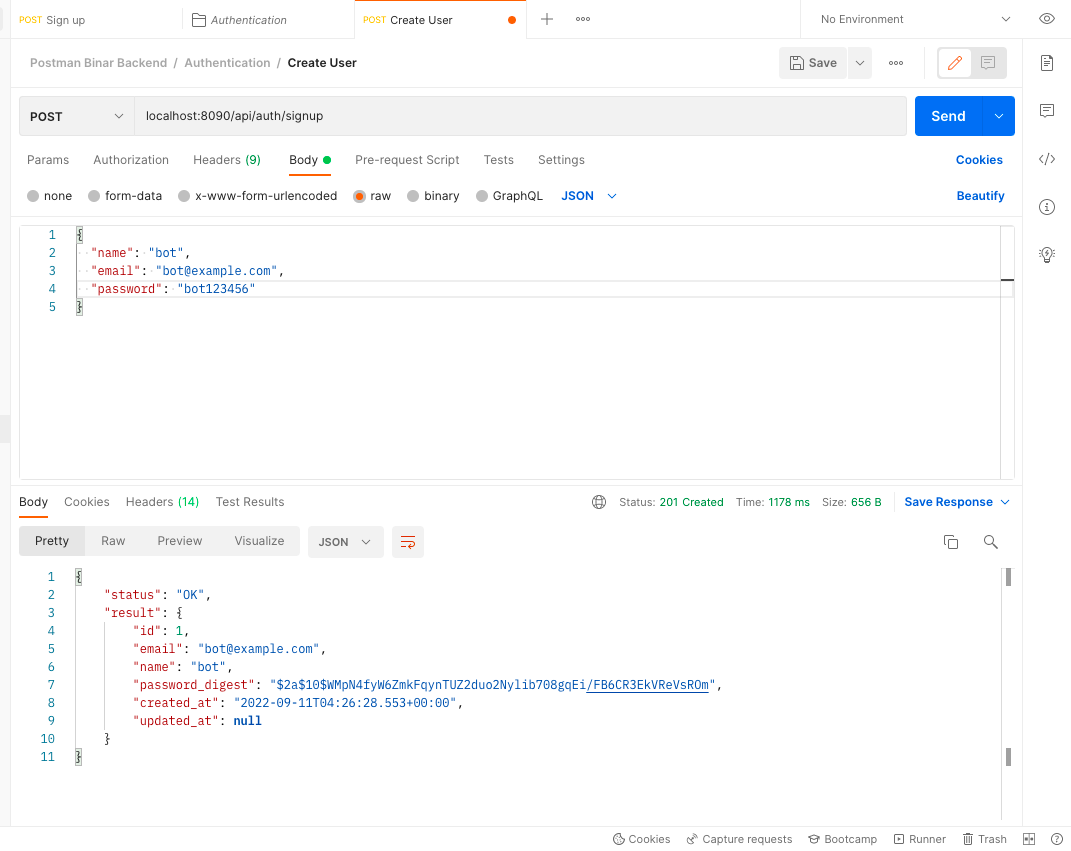 POST Sign up Authentication POST Create User No Environment
Postman Binar Backend / Authentication / Create User Save
POST localhost:8090/api/auth/signup Send
Params Authorization Headers (9) Body Pre-request Script Tests Settings Cookies
none form-data x-www-form-urlencoded raw binary GraphQL JSON Beautify
1 {
2 "name": "bot",
3 "email": "bot@example.com",
4 "password": "bot123456"
5 }
Body Cookies Headers (14) Test Results Status: 201 Created Time: 1178 ms Size: 656 B Save Response
Pretty Raw Preview Visualize JSON
1 {
2 "status": "OK",
3 "result": {
4 "id": 1,
5 "email": "bot@example.com",
6 "name": "bot",
7 "password_digest": "$2a$10$WMpN4fyW6ZmkFqynTUZ2duo2Nylib708gqEi/FB6CR3EkVReVsROm",
8 "created_at": "2022-09-11T04:26:28.553+00:00",
9 "updated_at": null
10 }
11 }
Cookies Capture requests Bootcamp Runner Trash